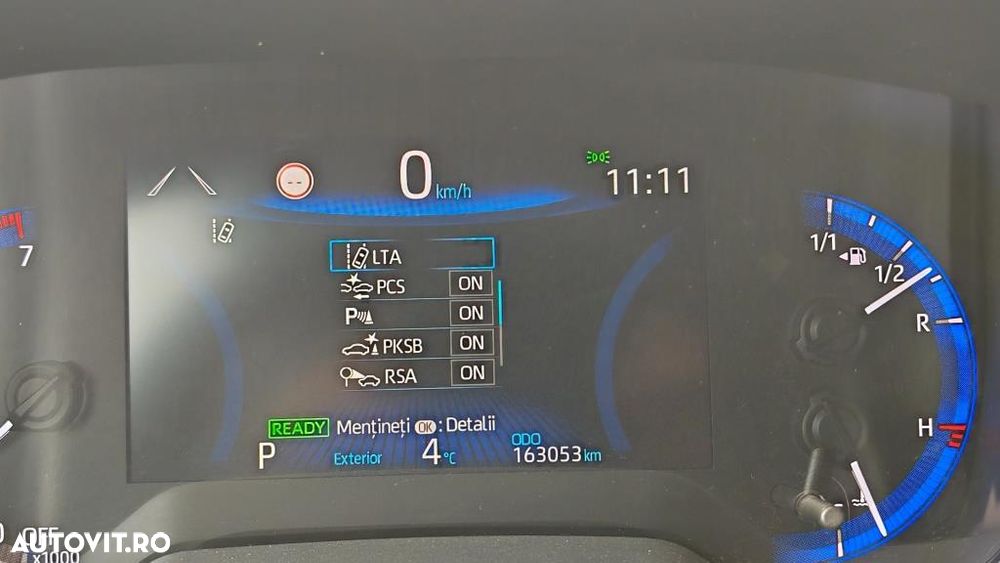 0 km/h
11:11
--
7
LTA
PCS ON
P ON
PKSB ON
RSA ON
1/1
1/2
R
H
READY Mențineți OK : Detalii
P Exterior 4 °C ODO 163053 km
OFF
x1000
AUTOVIT.RO